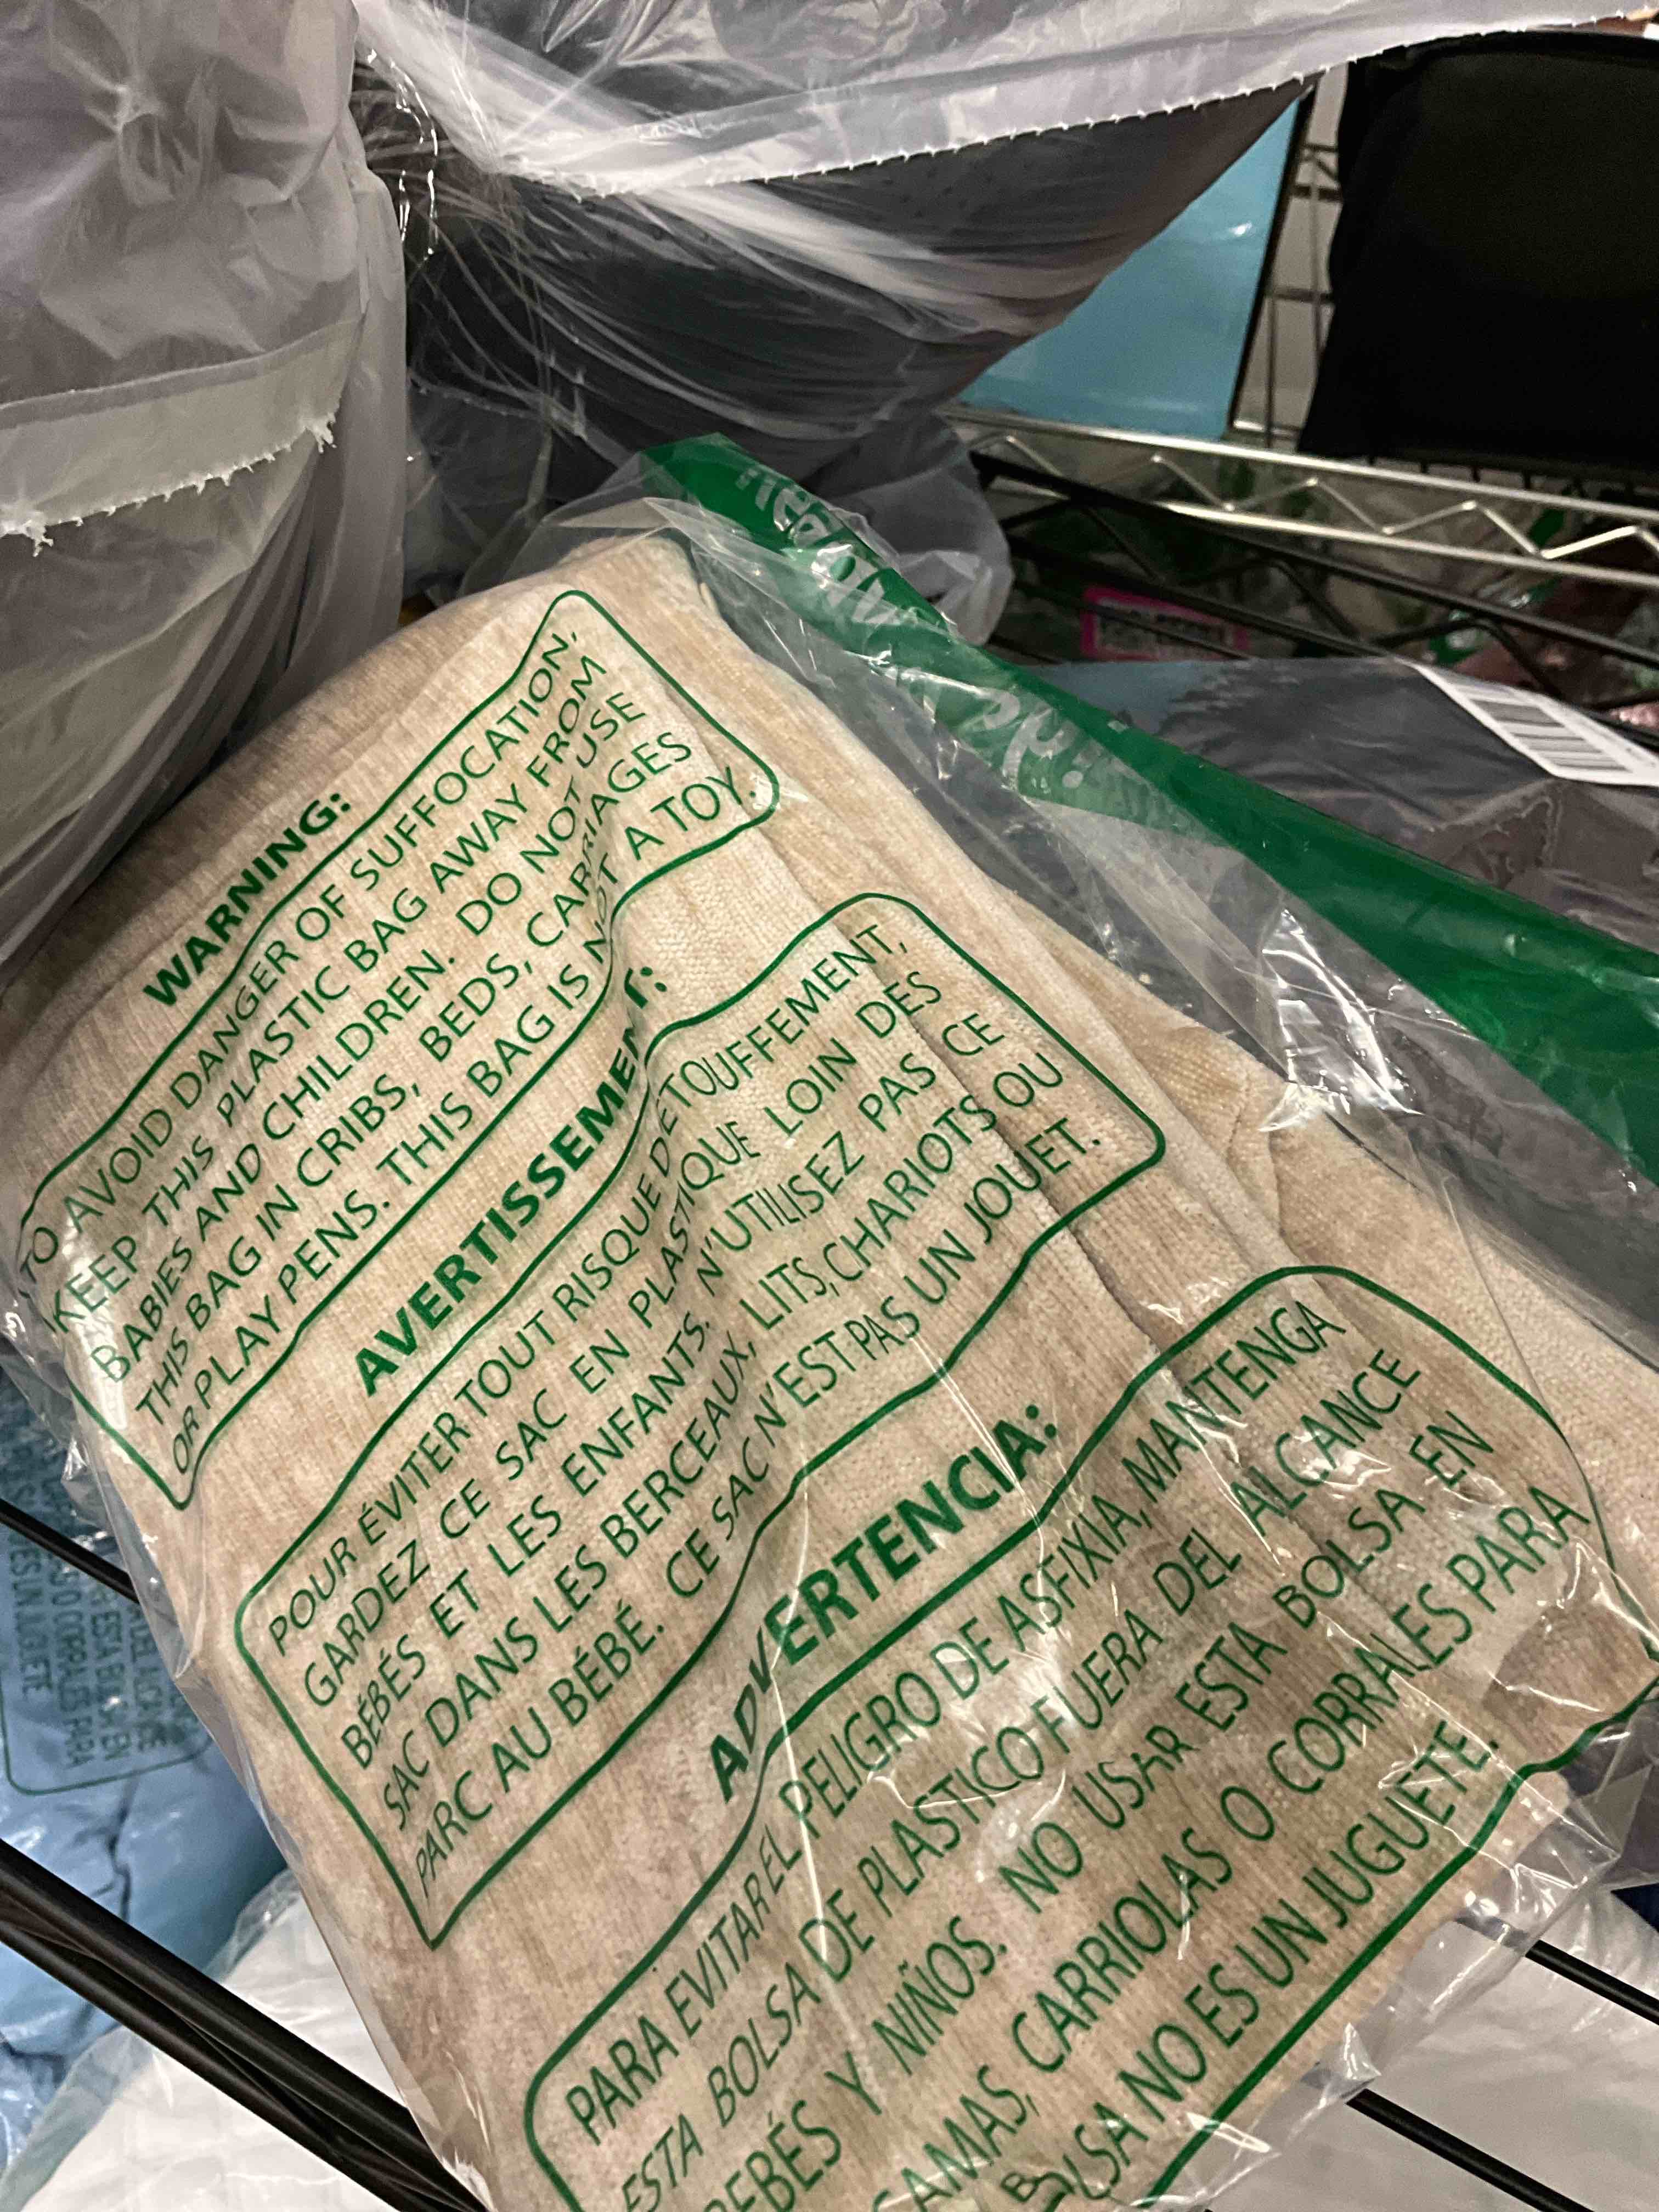 WARNING:
TO AVOID DANGER OF SUFFOCATION,
KEEP THIS PLASTIC BAG AWAY FROM
BABIES AND CHILDREN. DO NOT USE
THIS BAG IN CRIBS, BEDS, CARRIAGES
OR PLAY PENS. THIS BAG IS NOT A TOY.
AVERTISSEMENT:
POUR ÉVITER TOUT RISQUE D'ÉTOUFFEMENT,
GARDEZ CE SAC EN PLASTIQUE LOIN DES
BÉBÉS ET LES ENFANTS. N'UTILISEZ PAS CE
SAC DANS LES BERCEAUX, LITS, CHARIOTS OU
PARC AU BÉBÉ. CE SAC N'EST PAS UN JOUET.
ADVERTENCIA:
PARA EVITAR EL PELIGRO DE ASFIXIA, MANTENGA
ESTA BOLSA DE PLASTICO FUERA DEL ALCANCE
BEBÉS Y NIÑOS. NO USAR ESTA BOLSA EN
CAMAS, CARRIOLAS O CORRALES PARA
BOLSA NO ES UN JUGUETE.